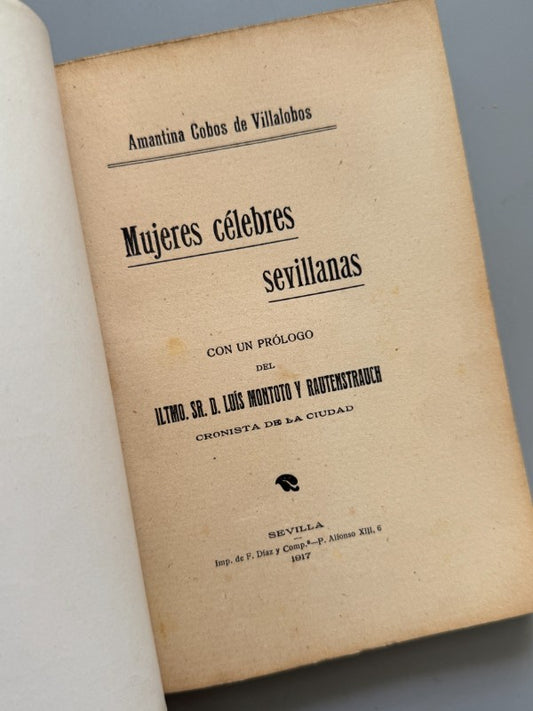 Amantina Cobos de Villalobos
Mujeres célebres
sevillanas
CON UN PRÓLOGO
DEL
ILTMO. SR. D. LUÍS MONTOTO Y RAUTENSTRAUCH
CRONISTA DE LA CIUDAD
SEVILLA
Imp. de F. Díaz y Comp.ª—P. Alfonso XIII, 6
1917